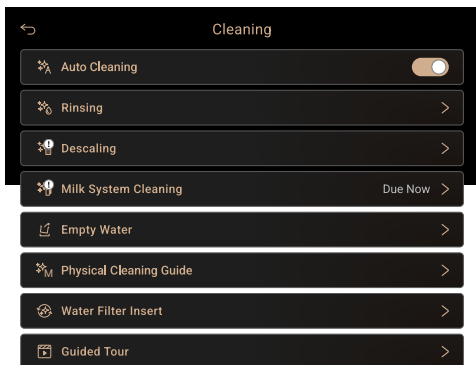 Cleaning
Auto Cleaning
Rinsing
Descaling
Milk System Cleaning Due Now
Empty Water
Physical Cleaning Guide
Water Filter Insert
Guided Tour